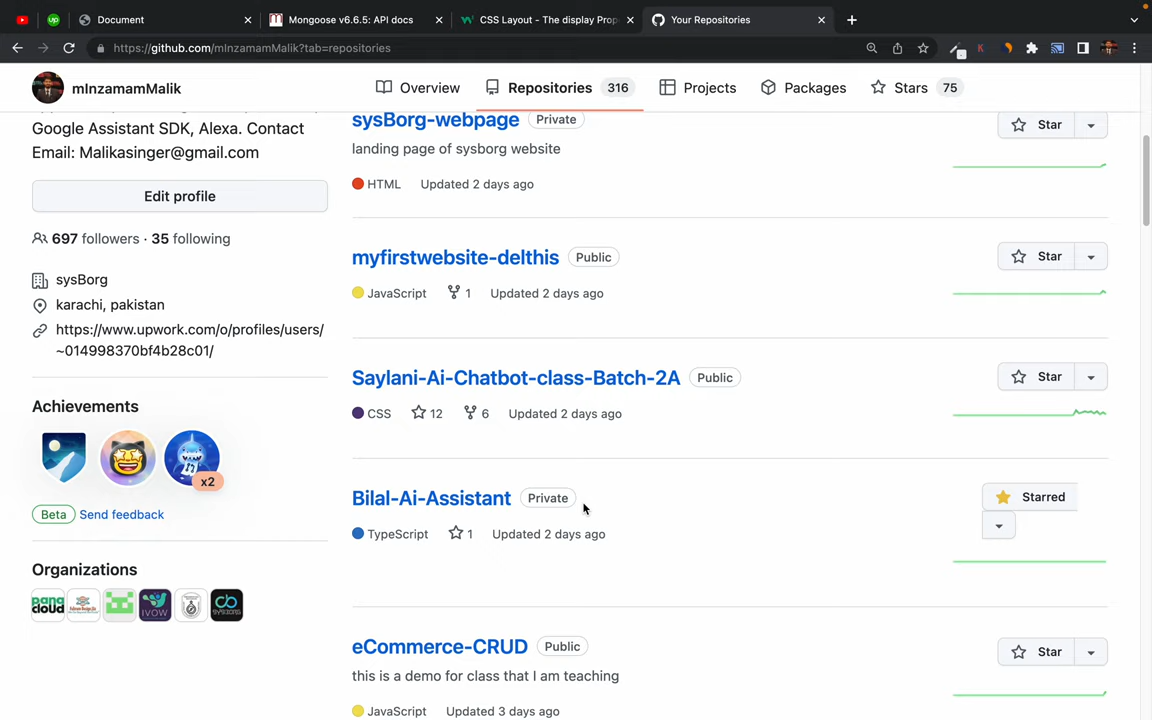 Document
Mongoose v6.6.5: API docs
CSS Layout - The display Prop
Your Repositories
https://github.com/mInzamamMalik?tab=repositories
K
mInzamamMalik
Overview
Repositories 316
Projects
Packages
Stars 75
Google Assistant SDK, Alexa. Contact
Email: Malikasinger@gmail.com
Edit profile
697 followers · 35 following
sysBorg
karachi, pakistan
https://www.upwork.com/o/profiles/users/
~014998370bf4b28c01/
Achievements
x2
Beta Send feedback
Organizations
pana
cloud
IVOW
sysBorg-webpage Private
Star
landing page of sysborg website
HTML Updated 2 days ago
myfirstwebsite-delthis Public
Star
JavaScript 1 Updated 2 days ago
Saylani-Ai-Chatbot-class-Batch-2A Public
Star
CSS 12 6 Updated 2 days ago
Bilal-Ai-Assistant Private
Starred
TypeScript 1 Updated 2 days ago
eCommerce-CRUD Public
Star
this is a demo for class that I am teaching
JavaScript Updated 3 days ago